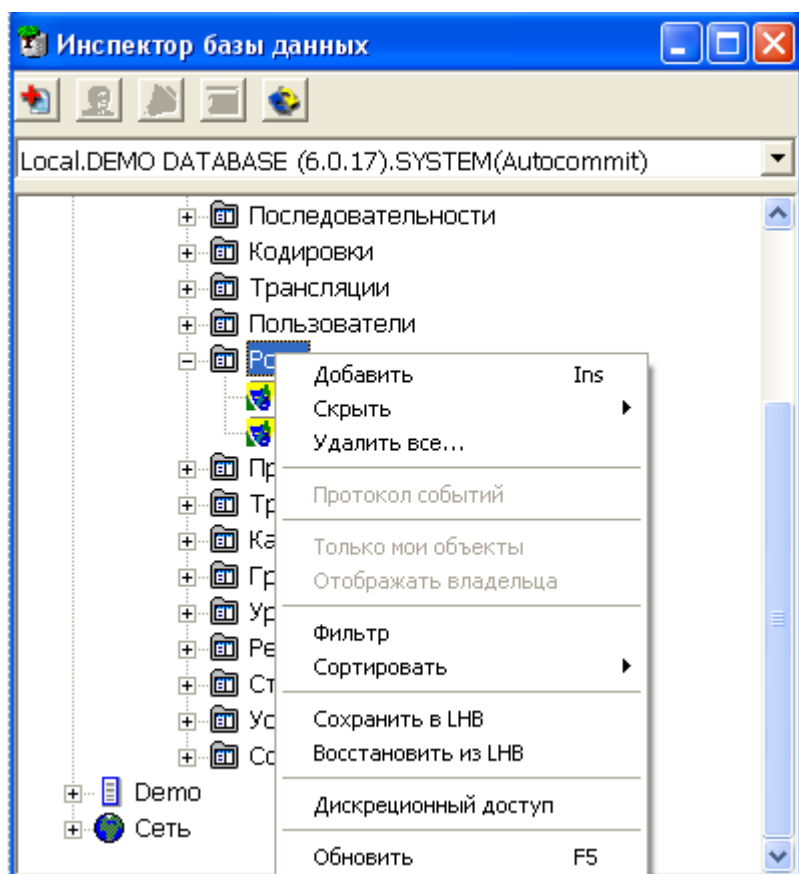 Инспектор базы данных
Local.DEMO DATABASE (6.0.17).SYSTEM(Autocommit)
Последовательности
Кодировки
Трансляции
Пользователи
Добавить Ins
Скрыть
Удалить все...
Протокол событий
Только мои объекты
Отображать владельца
Фильтр
Сортировать
Сохранить в LHB
Восстановить из LHB
Дискреционный доступ
Обновить F5
Demo
Сеть